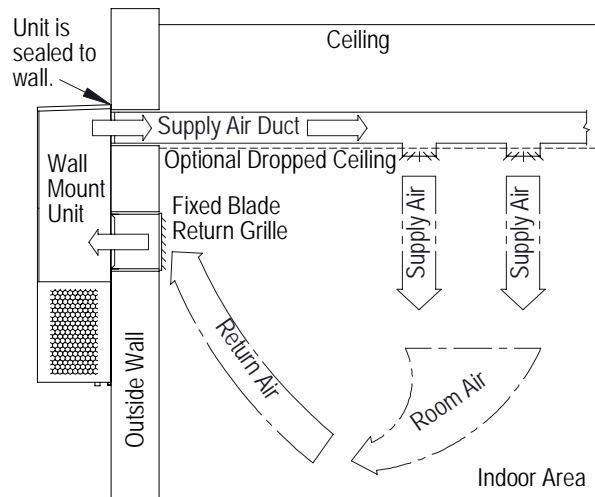 Unit is
sealed to
wall.
Ceiling
Supply Air Duct
Optional Dropped Ceiling
Wall
Mount
Unit
Fixed Blade
Return Grille
Supply Air
Supply Air
Return Air
Room Air
Outside Wall
Indoor Area